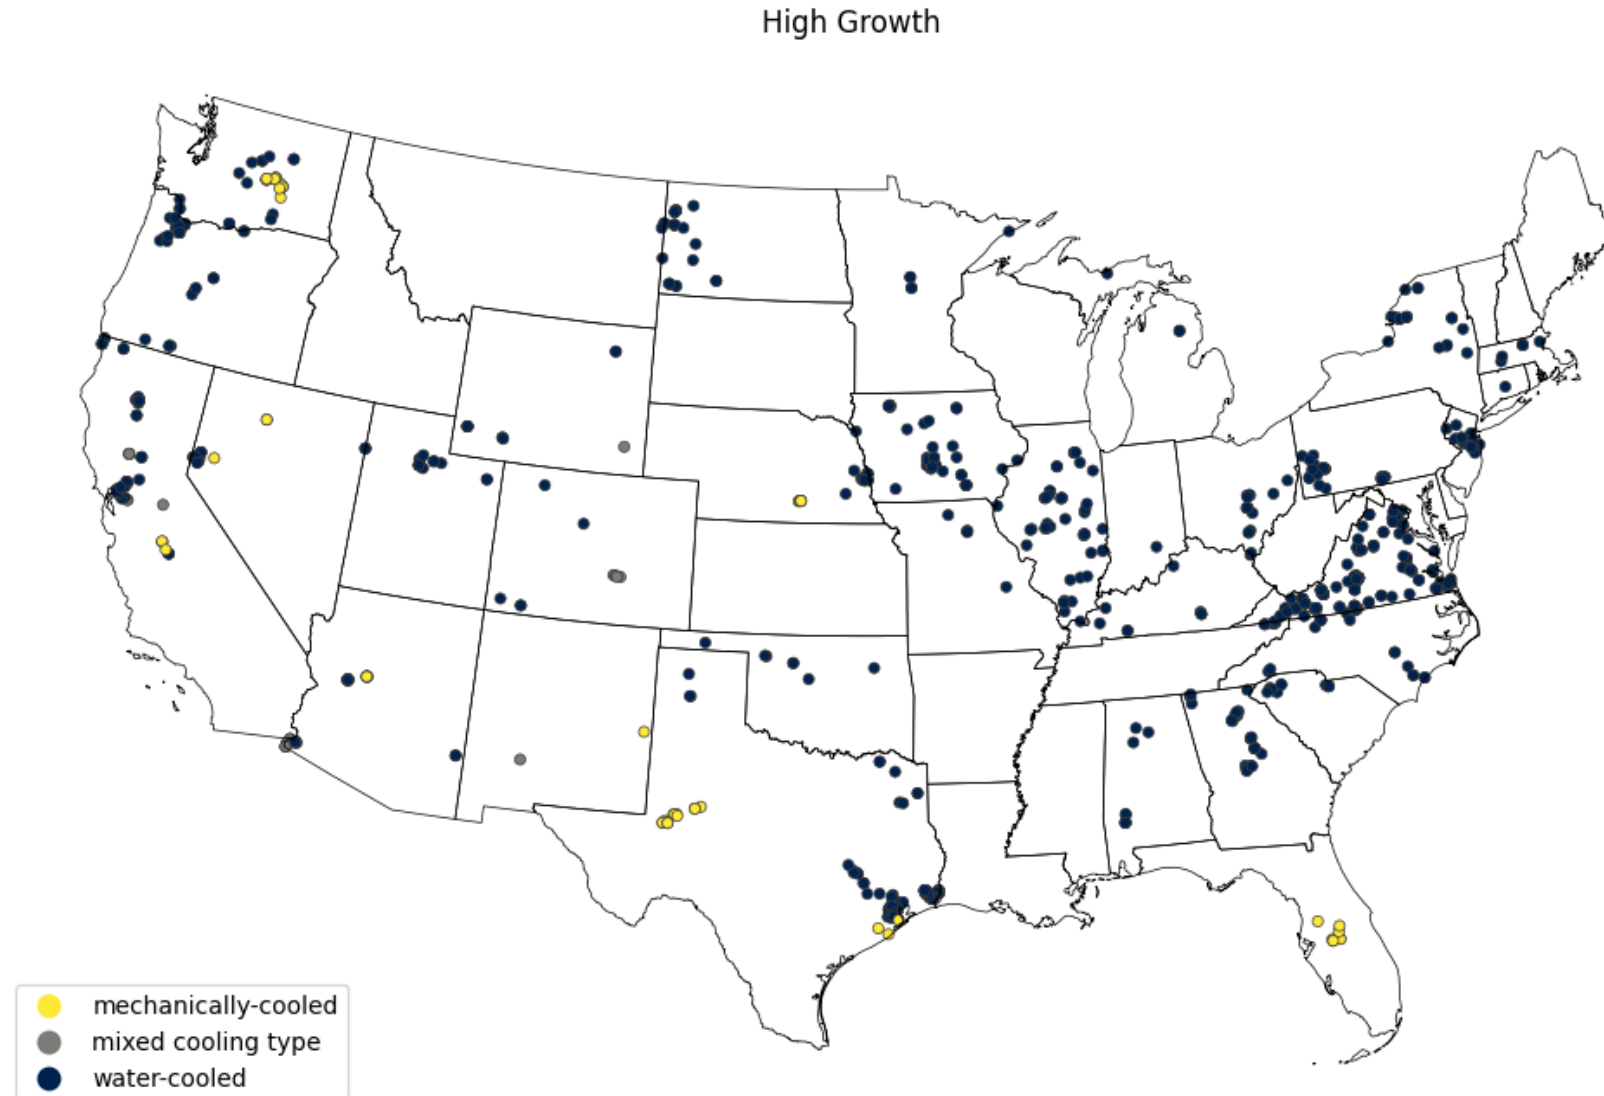 High Growth
mechanically-cooled
mixed cooling type
water-cooled